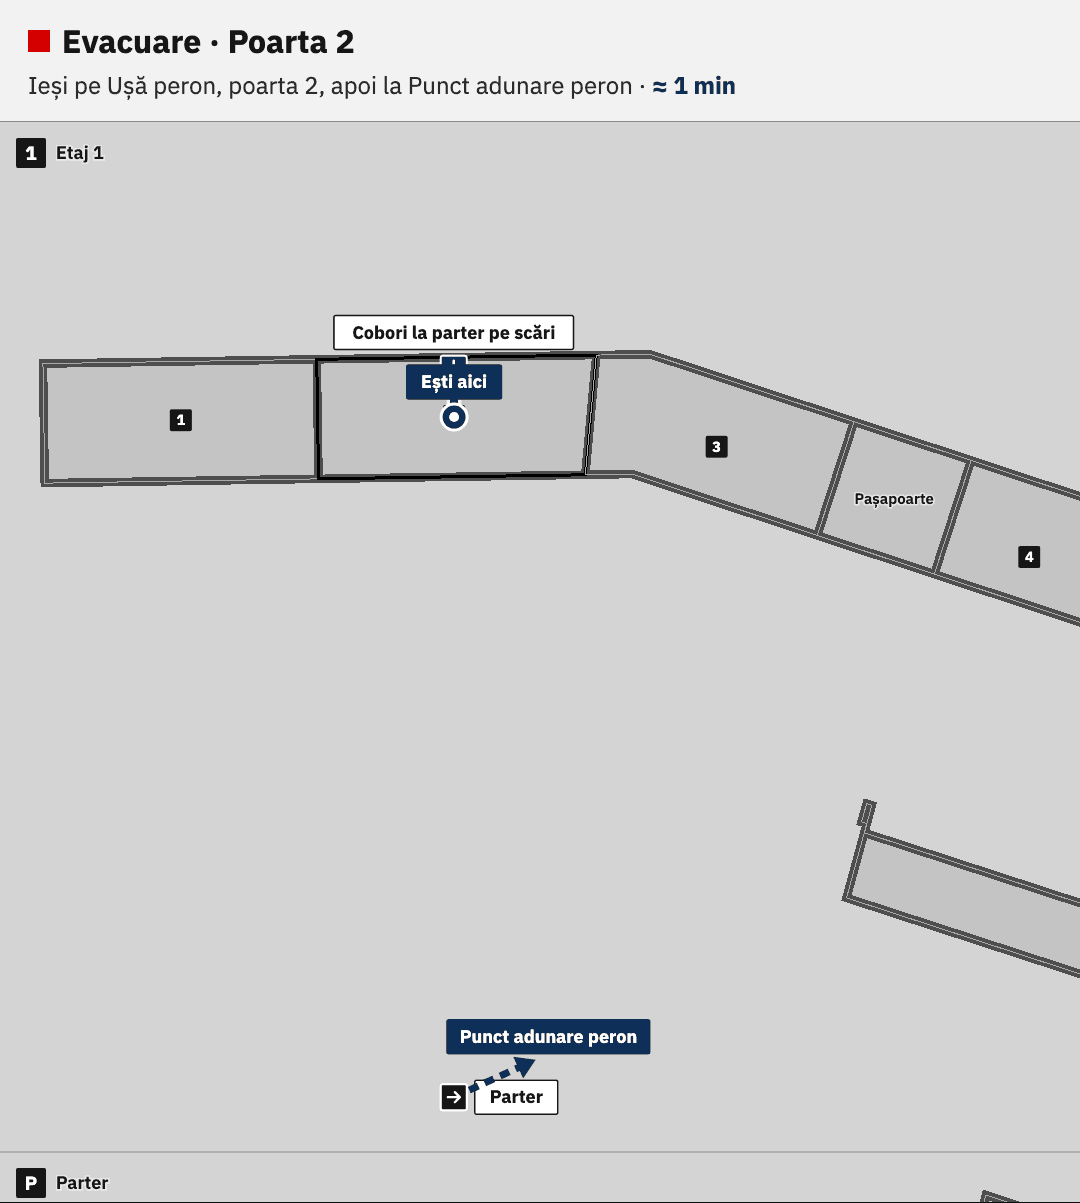 Evacuare · Poarta 2
Ieși pe Ușă peron, poarta 2, apoi la Punct adunare peron · ≈ 1 min
1 Etaj 1
Cobori la parter pe scări
Ești aici
1
3
Pașapoarte
4
Punct adunare peron
→ Parter
P Parter